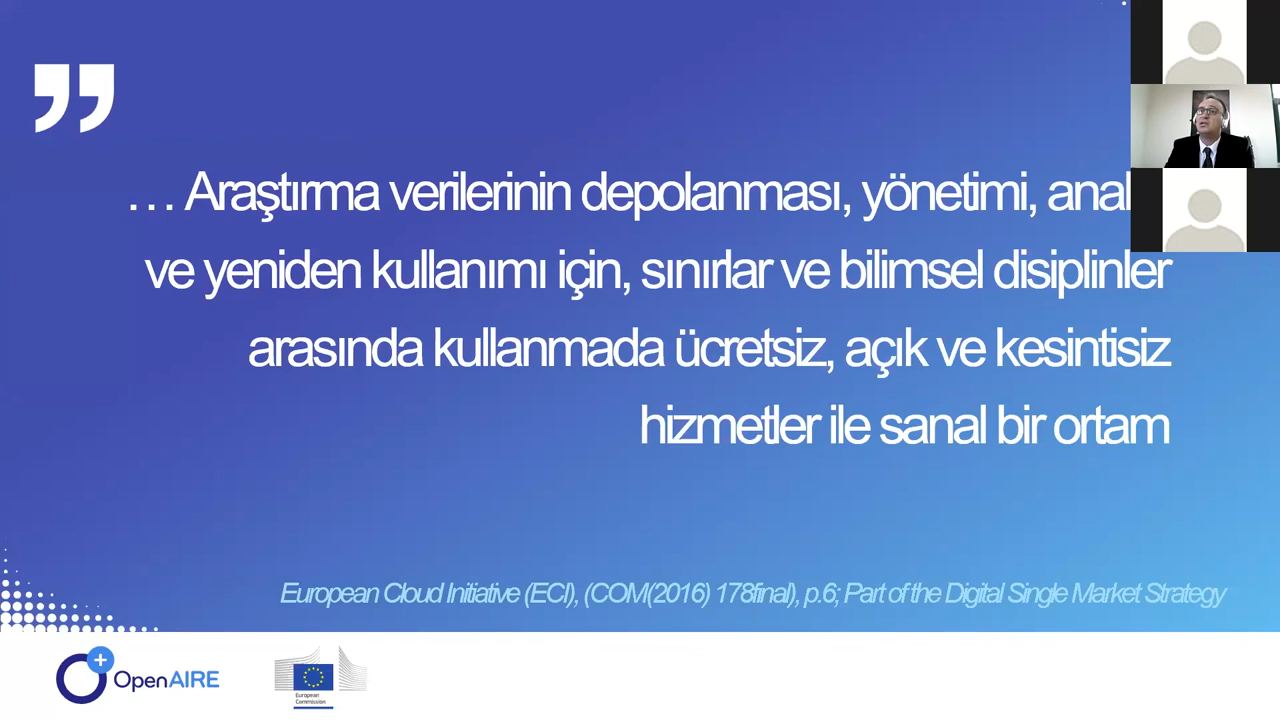 ”
… Araştırma verilerinin depolanması, yönetimi,
ve yeniden kullanımı için, sınırlar ve bilimsel disiplinler
arasında kullanmada ücretsiz, açık ve kesintisiz
hizmetler ile sanal bir ortam
European Cloud Initiative (ECI), (COM(2016) 178final), p.6; Part of the Digital Single Market Strategy
OpenAIRE
European
Commission